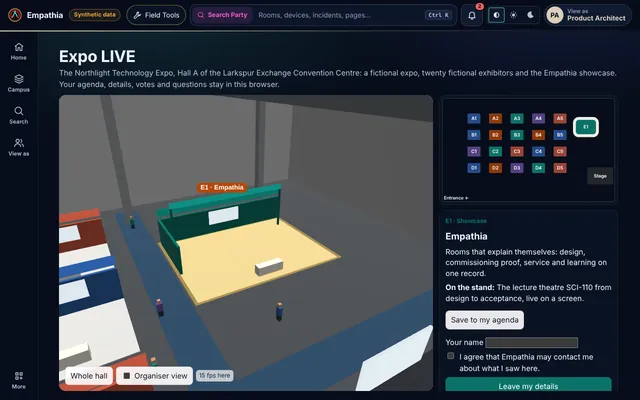 Empathia
Synthetic data
Field Tools
Search Party
Rooms, devices, incidents, pages...
Ctrl K
2
PA
View as
Product Architect
Home
Campus
Search
View as
More
Expo LIVE
The Northlight Technology Expo, Hall A of the Larkspur Exchange Convention Centre: a fictional expo, twenty fictional exhibitors and the Empathia showcase.
Your agenda, details, votes and questions stay in this browser.
E1 · Empathia
Whole hall
Organiser view
15 fps here
A1 A2 A3 A4 A5
E1
B1 B2 B3 B4 B5
C1 C2 C3 C4 C5
D1 D2 D3 D4 D5
Stage
Entrance
E1 · Showcase
Empathia
Rooms that explain themselves: design,
commissioning proof, service and learning on
one record.
On the stand: The lecture theatre SCI-110 from
design to acceptance, live on a screen.
Save to my agenda
Your name
I agree that Empathia may contact me
about what I saw here.
Leave my details